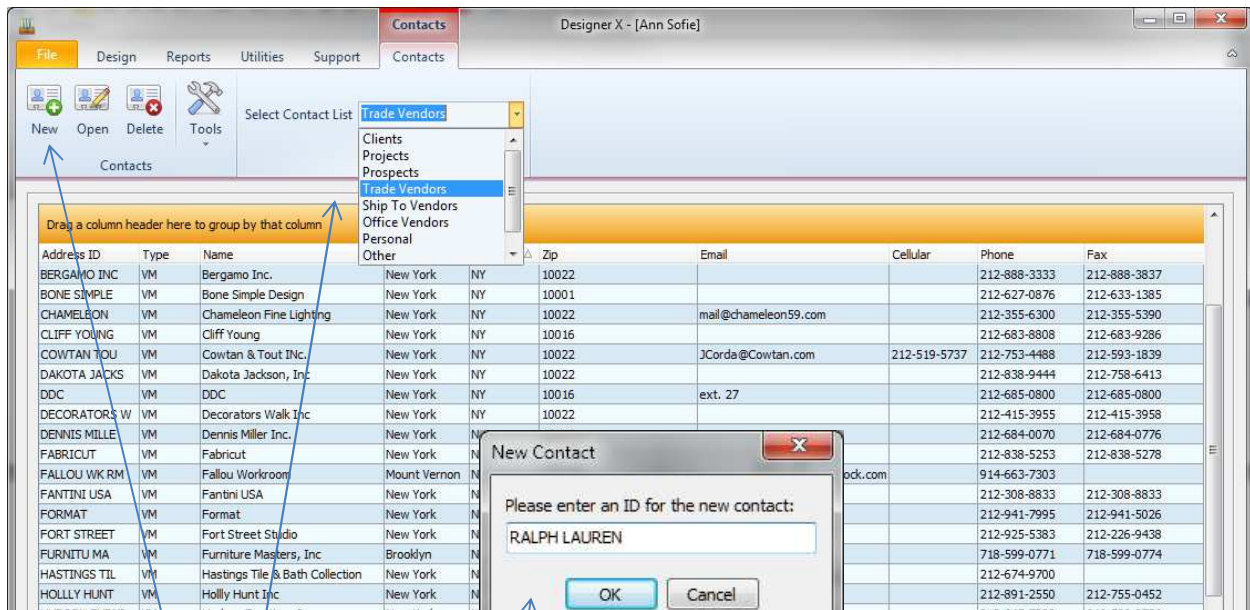 Contacts Designer X - [Ann Sofie]
File Design Reports Utilities Support Contacts
New Open Delete Tools
Contacts
Select Contact List Trade Vendors
Clients
Projects
Prospects
Trade Vendors
Ship To Vendors
Office Vendors
Personal
Other
Drag a column header here to group by that column
Address ID Type Name Zip Email Cellular Phone Fax
BERGAMO INC VM Bergamo Inc. New York NY 10022 212-888-3333 212-888-3837
BONE SIMPLE VM Bone Simple Design New York NY 10001 212-627-0876 212-633-1385
CHAMELEON VM Chameleon Fine Lighting New York NY 10022 mail@chameleon59.com 212-355-6300 212-355-5390
CLIFF YOUNG VM Cliff Young New York NY 10016 212-683-8808 212-683-9286
COWTAN TOU VM Cowtan & Tout INc. New York NY 10022 JCorda@Cowtan.com 212-519-5737 212-753-4488 212-593-1839
DAKOTA JACKS VM Dakota Jackson, Inc New York NY 10022 212-838-9444 212-758-6413
DDC VM DDC New York NY 10016 ext. 27 212-685-0800 212-685-0800
DECORATORS W VM Decorators Walk Inc New York NY 10022 212-415-3955 212-415-3958
DENNIS MILLE VM Dennis Miller Inc. New York 212-684-0070 212-684-0776
FABRICUT VM Fabricut New York 212-838-5253 212-838-5278
FALLOU WK RM VM Fallou Workroom Mount Vernon ock.com 914-663-7303
FANTINI USA VM Fantini USA New York 212-308-8833 212-308-8833
FORMAT VM Format New York 212-941-7995 212-941-5026
FORT STREET VM Fort Street Studio New York 212-925-5383 212-226-9438
FURNITU MA VM Furniture Masters, Inc Brooklyn 718-599-0771 718-599-0774
HASTINGS TIL VM Hastings Tile & Bath Collection New York 212-674-9700
HOLLLY HUNT VM Hollly Hunt Inc New York 212-891-2550 212-755-0452
New Contact
Please enter an ID for the new contact:
RALPH LAUREN
OK Cancel